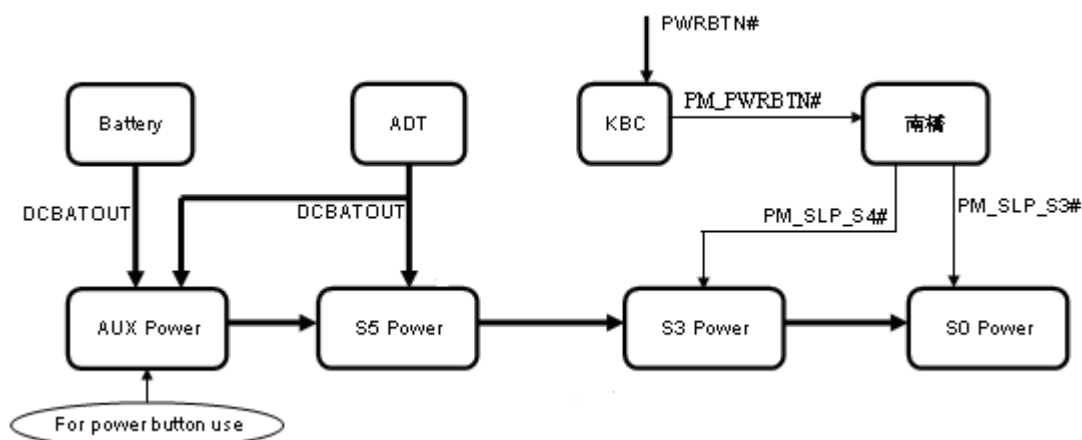 PWRBTN#
Battery
ADT
KBC
PM_PWRBTN#
南橋
DCBATOUT
DCBATOUT
PM_SLP_S4#
PM_SLP_S3#
AUX Power
S5 Power
S3 Power
S0 Power
For power button use